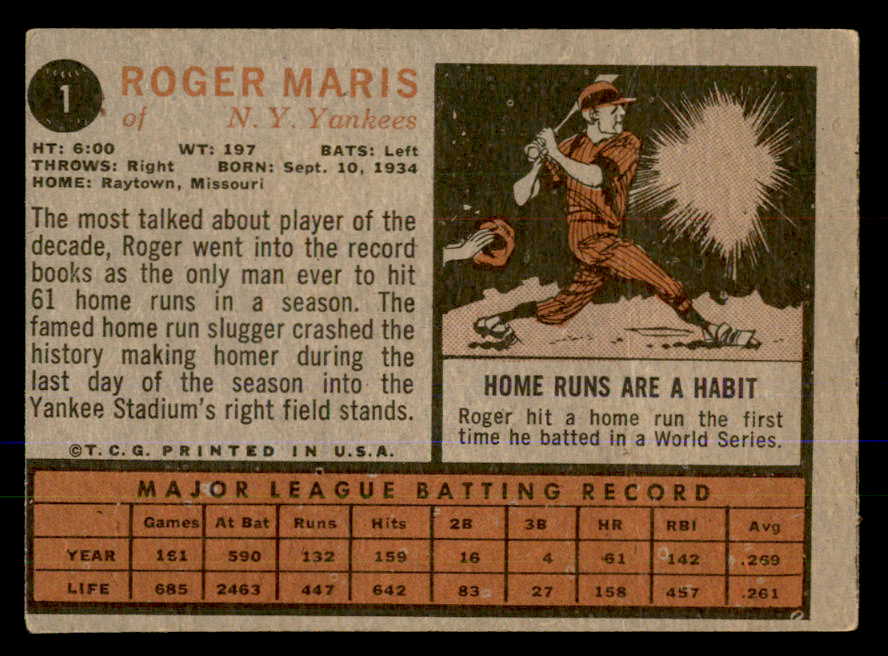 1
ROGER MARIS
of N. Y. Yankees
HT: 6:00 WT: 197 BATS: Left
THROWS: Right BORN: Sept. 10, 1934
HOME: Raytown, Missouri
The most talked about player of the
decade, Roger went into the record
books as the only man ever to hit
61 home runs in a season. The
famed home run slugger crashed the
history making homer during the
last day of the season into the
Yankee Stadium's right field stands.
©T. C. G. PRINTED IN U.S.A.
HOME RUNS ARE A HABIT
Roger hit a home run the first
time he batted in a World Series.
MAJOR LEAGUE BATTING RECORD
Games At Bat Runs Hits 2B 3B HR RBI Avg
YEAR 161 590 132 159 16 4 61 142 .269
LIFE 685 2463 447 642 83 27 158 457 .261